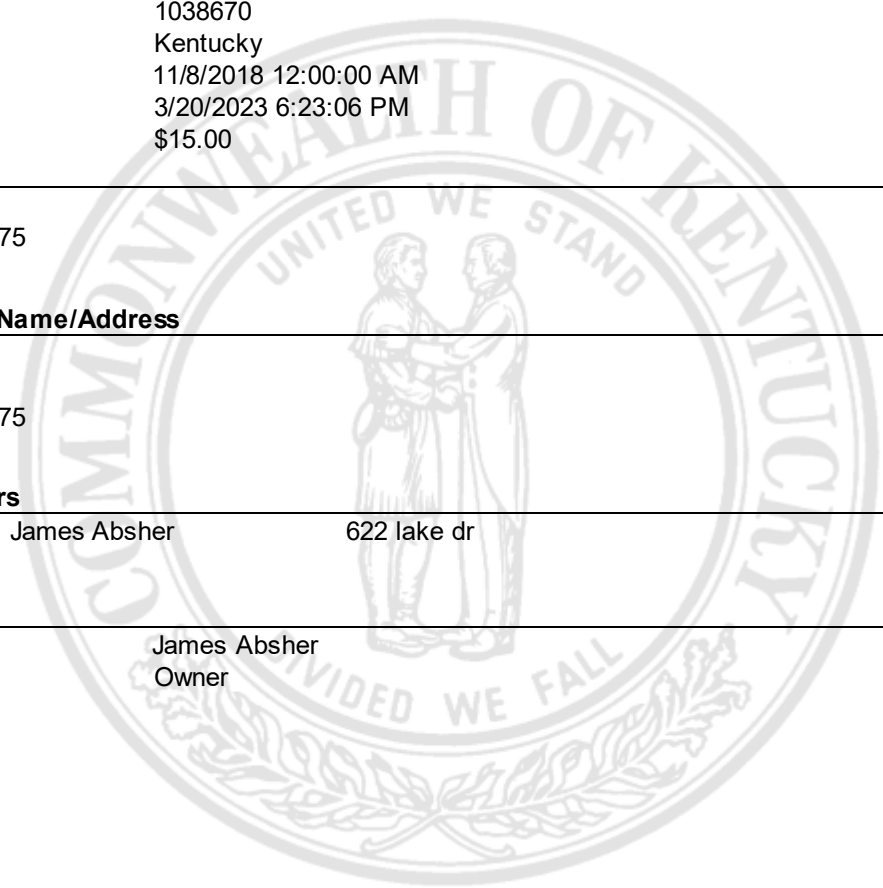 1038670
Kentucky
11/8/2018 12:00:00 AM
3/20/2023 6:23:06 PM
$15.00
75
Name/Address
75
rs
James Absher 622 lake dr
James Absher
Owner
COMMONWEALTH OF KENTUCKY
UNITED WE STAND
DIVIDED WE FALL